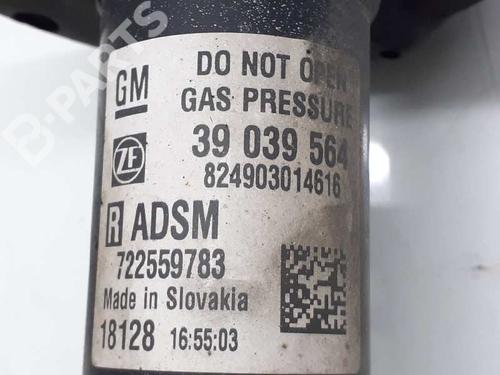 B-PARTS
GM
DO NOT OPEN
GAS PRESSURE
ZF
39 039 564
824903014616
R ADSM
722559783
Made in Slovakia
18128 16:55:03